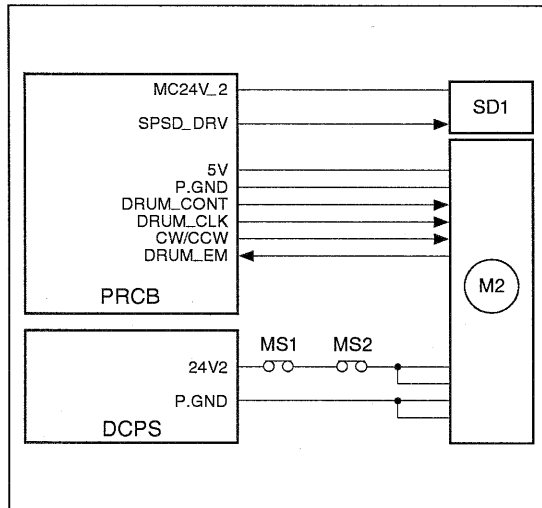 MC24V_2
SD1
SPSD_DRV
5V
P.GND
DRUM_CONT
DRUM_CLK
CW/CCW
DRUM_EM
M2
PRCB
MS1 MS2
24V2
P.GND
DCPS